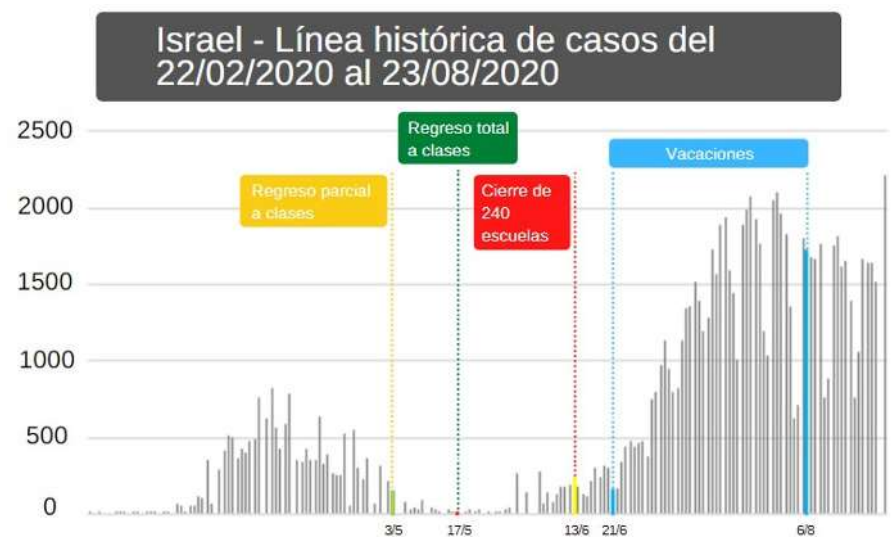 Israel - Línea histórica de casos del
22/02/2020 al 23/08/2020
2500
Regreso total
a clases
Vacaciones
Regreso parcial
a clases
Cierre de
240
escuelas
2000
1500
1000
500
0
3/5
17/5
13/6
21/6
6/8